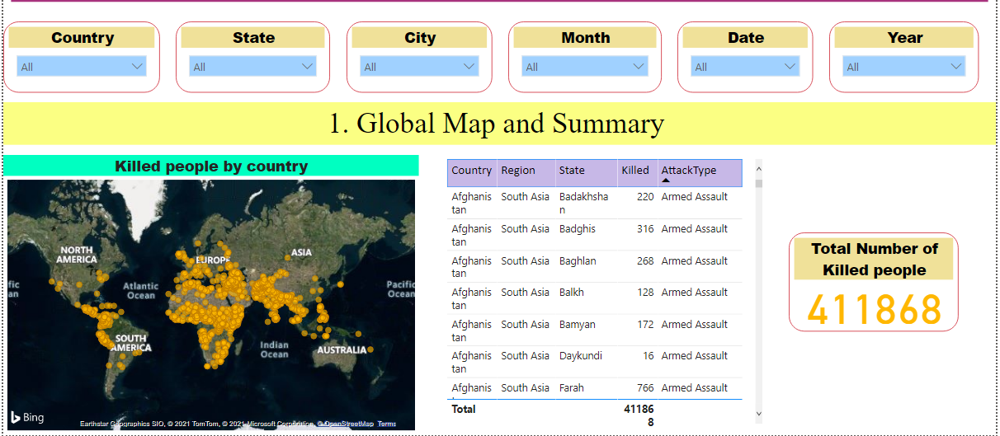 Country State City Month Date Year
All All All All All All
1. Global Map and Summary
Killed people by country
NORTH
AMERICA
EUROPE
ASIA
fic
an
Atlantic
Ocean
Pacific
Ocean
SOUTH
AMERICA
Indian
Ocean
AUSTRALIA
Bing
Earthstar Geographics SIO, © 2021 TomTom, © 2021 Microsoft Corporation, © OpenStreetMap Terms
Country Region State Killed AttackType
Afghanis South Asia Badakhsha 220 Armed Assault
tan n
Afghanis South Asia Badghis 316 Armed Assault
tan
Afghanis South Asia Baghlan 268 Armed Assault
tan
Afghanis South Asia Balkh 128 Armed Assault
tan
Afghanis South Asia Bamyan 172 Armed Assault
tan
Afghanis South Asia Daykundi 16 Armed Assault
tan
Afghanis South Asia Farah 766 Armed Assault
Total 41186
8
Total Number of
Killed people
411868